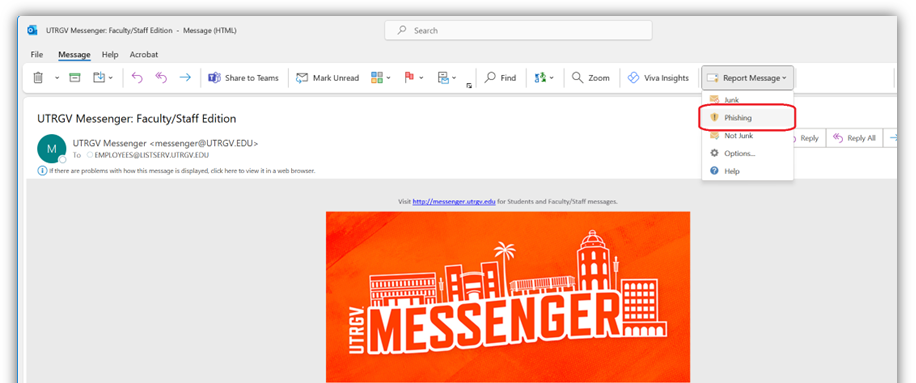 UTRGV Messenger: Faculty/Staff Edition - Message (HTML)
Search
File Message Help Acrobat
Share to Teams Mark Unread Find Zoom Viva Insights Report Message
Junk
UTRGV Messenger: Faculty/Staff Edition
Phishing
M
UTRGV Messenger <messenger@UTRGV.EDU>
Not Junk
Reply
Reply All
To EMPLOYEES@LISTSERV.UTRGV.EDU
Options...
If there are problems with how this message is displayed, click here to view it in a web browser.
Help
Visit http://messenger.utrgv.edu for Students and Faculty/Staff messages.
UTRGV
MESSENGER